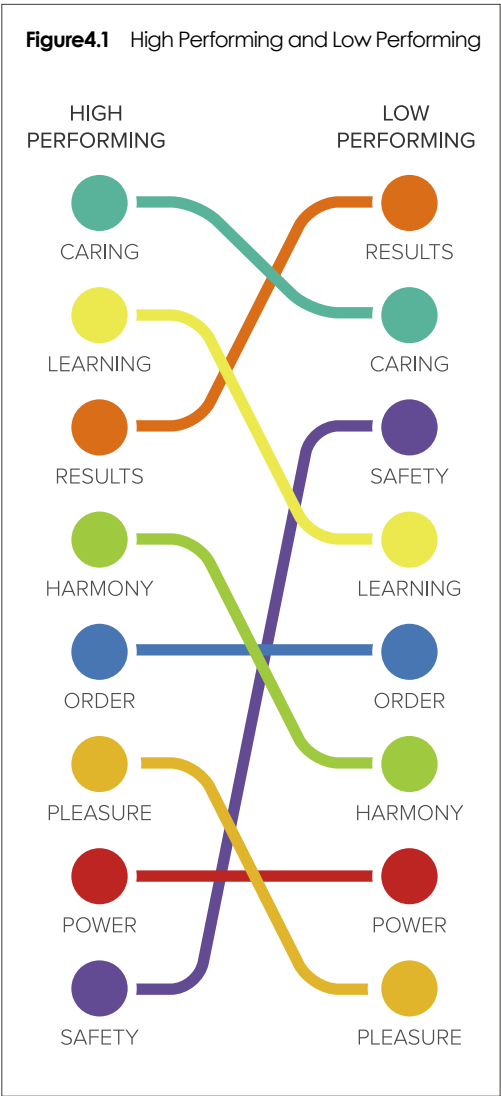 Figure4.1 High Performing and Low Performing
HIGH
PERFORMING
LOW
PERFORMING
CARING
RESULTS
LEARNING
CARING
RESULTS
SAFETY
HARMONY
LEARNING
ORDER
ORDER
PLEASURE
HARMONY
POWER
POWER
SAFETY
PLEASURE